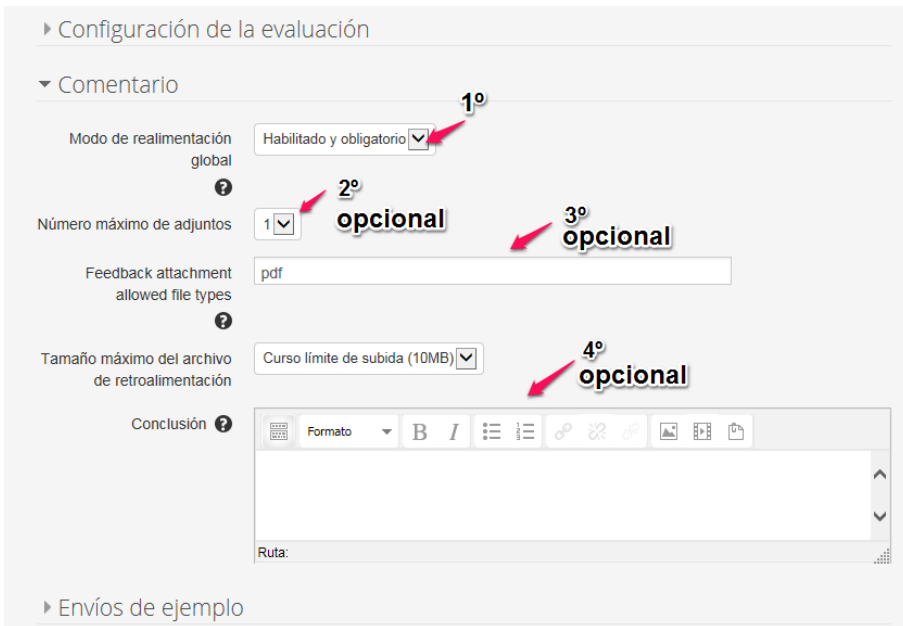 Configuración de la evaluación
Comentario
1º
Modo de realimentación
global
Habilitado y obligatorio
2º
opcional
Número máximo de adjuntos
1
3º
opcional
Feedback attachment
allowed file types
pdf
Tamaño máximo del archivo
de retroalimentación
Curso límite de subida (10MB)
4º
opcional
Conclusión
Formato B I
Ruta:
Envíos de ejemplo